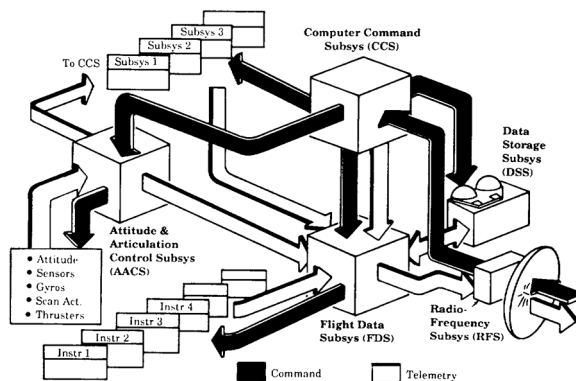 Subsys 3
Subsys 2
Subsys 1
To CCS
Computer Command
Subsys (CCS)
Data
Storage
Subsys
(DSS)
Attitude &
Articulation
Control Subsys
(AACS)
• Attitude
• Sensors
• Gyros
• Scan Act.
• Thrusters
Instr 4
Instr 3
Instr 2
Instr 1
Flight Data
Subsys (FDS)
Radio-
Frequency
Subsys (RFS)
Command
Telemetry